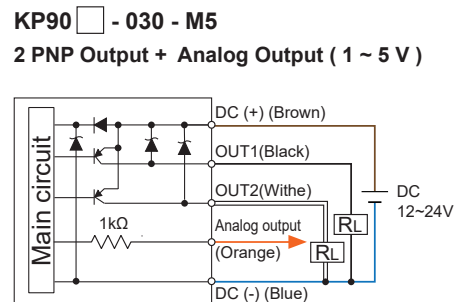 KP90 - 030 - M5
2 PNP Output + Analog Output ( 1 ~ 5 V )
DC (+) (Brown)
OUT1(Black)
OUT2(Withe)
DC
12~24V
Main circuit
1kΩ
Analog output
(Orange)
RL
RL
DC (-) (Blue)